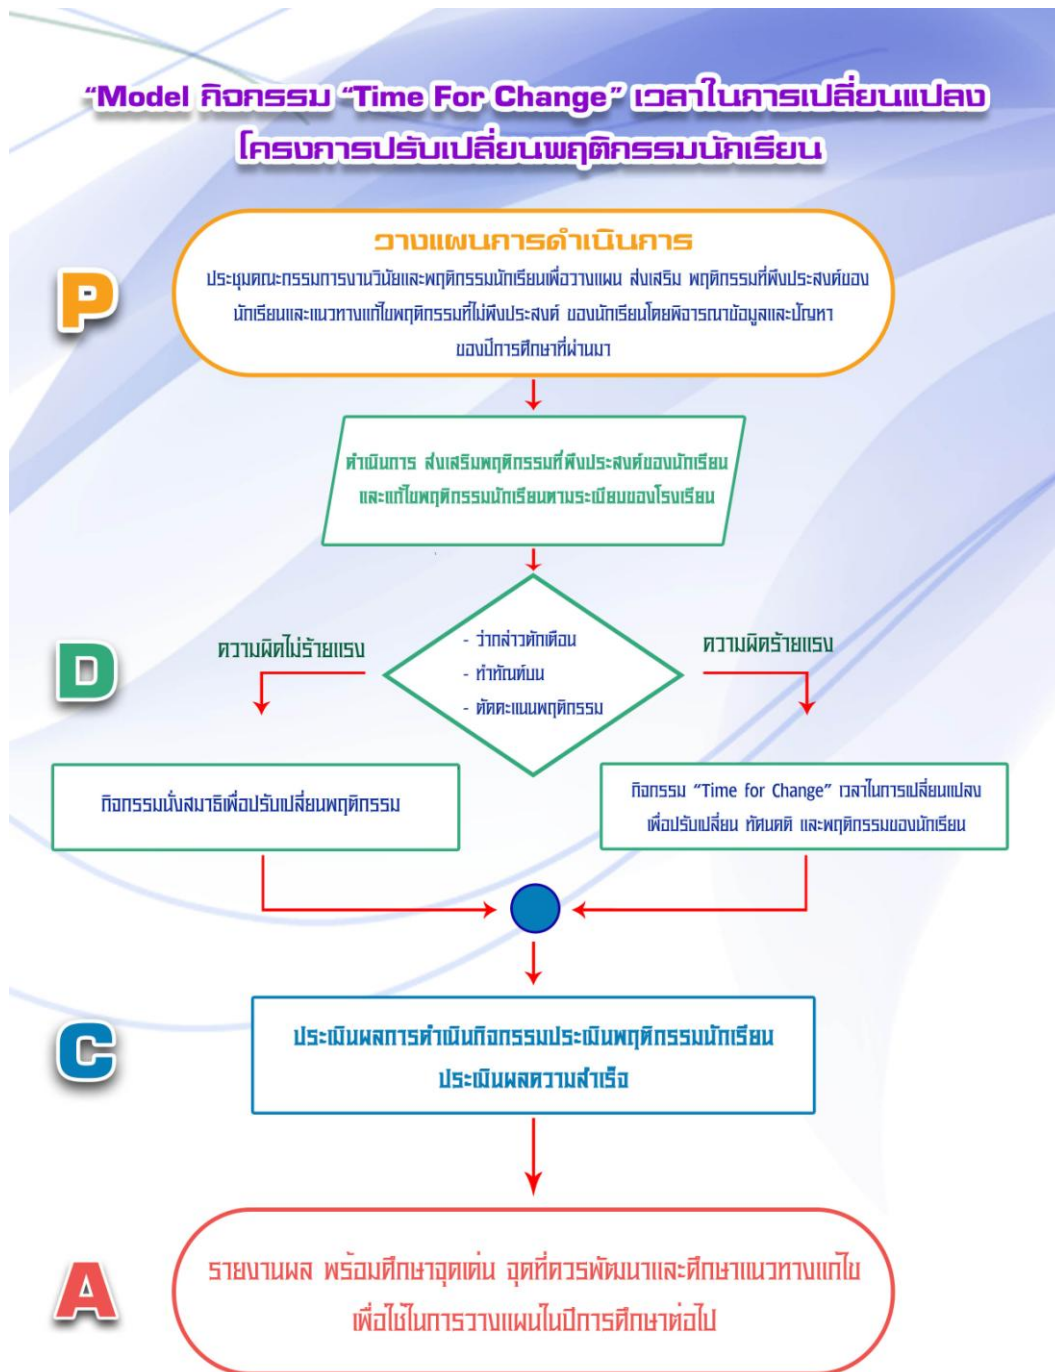 “Model กิจกรรม “Time For Change” เวลาในการเปลี่ยนแปลง
โครงการปรับเปลี่ยนพฤติกรรมนักเรียน
P
วางแผนการดำเนินการ
ประชุมคณะกรรมการงานวินัยและพฤติกรรมนักเรียนเพื่อวางแผน ส่งเสริม พฤติกรรมที่พึงประสงค์ของ
นักเรียนและแนวทางแก้ไขพฤติกรรมที่ไม่พึงประสงค์ ของนักเรียนโดยพิจารณาข้อมูลและปัญหา
ของปีการศึกษาที่ผ่านมา
ดำเนินการ ส่งเสริมพฤติกรรมที่พึงประสงค์ของนักเรียน
และแก้ไขพฤติกรรมนักเรียนตามระเบียบของโรงเรียน
D
ความผิดไม่ร้ายแรง
- ว่ากล่าวตักเตือน
- ทำทัณฑ์บน
- ตัดคะแนนพฤติกรรม
ความผิดร้ายแรง
กิจกรรมนั่งสมาธิเพื่อปรับเปลี่ยนพฤติกรรม
กิจกรรม “Time for Change” เวลาในการเปลี่ยนแปลง
เพื่อปรับเปลี่ยน ทัศนคติ และพฤติกรรมของนักเรียน
C
ประเมินผลการดำเนินกิจกรรมประเมินพฤติกรรมนักเรียน
ประเมินผลความสำเร็จ
A
รายงานผล พร้อมศึกษาจุดเด่น จุดที่ควรพัฒนาและศึกษาแนวทางแก้ไข
เพื่อใช้ในการวางแผนในปีการศึกษาต่อไป